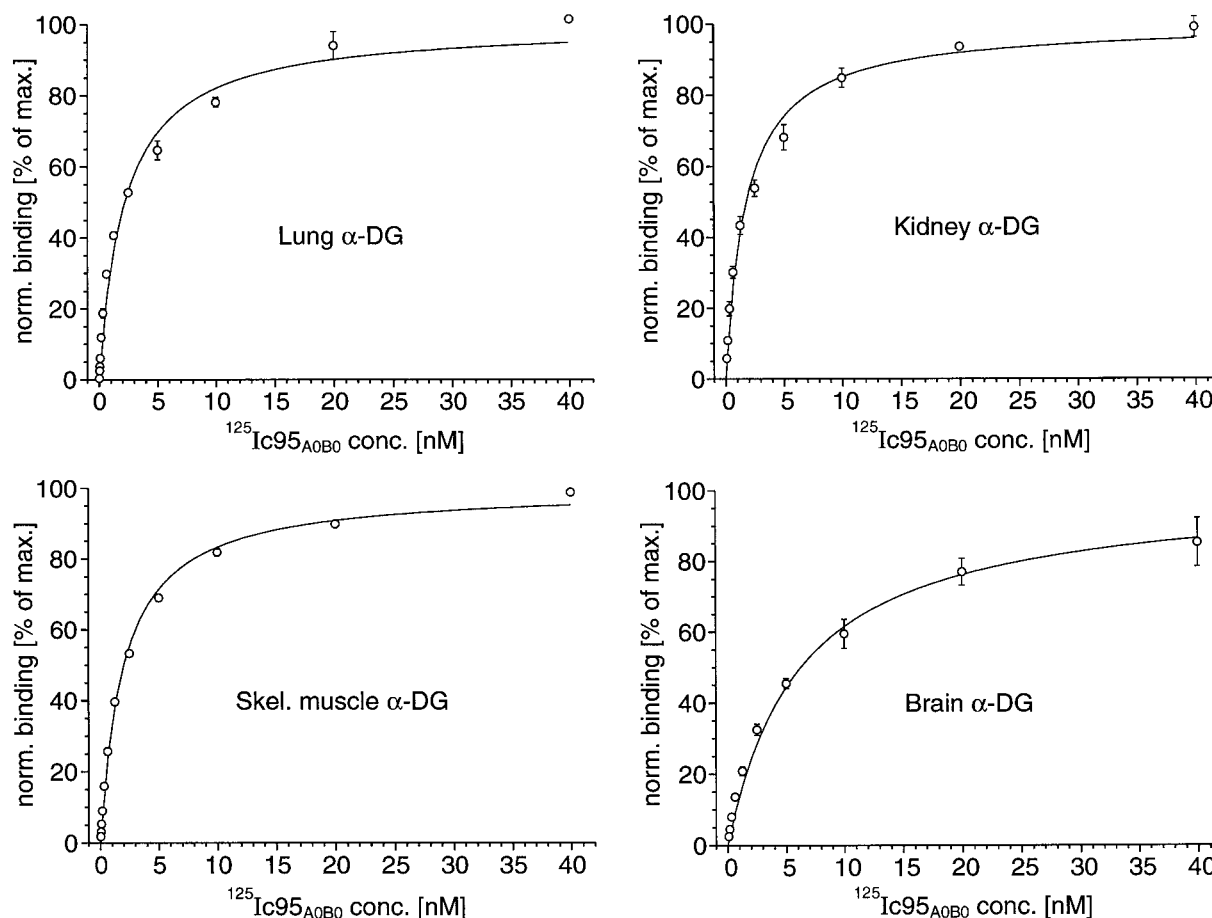 norm. binding [% of max.]
100
80
60
40
20
0
Lung α-DG
0 5 10 15 20 25 30 35 40
¹²⁵Ic95A0B0 conc. [nM]
norm. binding [% of max.]
100
80
60
40
20
0
Kidney α-DG
0 5 10 15 20 25 30 35 40
¹²⁵Ic95A0B0 conc. [nM]
norm. binding [% of max.]
100
80
60
40
20
0
Skel. muscle α-DG
0 5 10 15 20 25 30 35 40
¹²⁵Ic95A0B0 conc. [nM]
norm. binding [% of max.]
100
80
60
40
20
0
Brain α-DG
0 5 10 15 20 25 30 35 40
¹²⁵Ic95A0B0 conc. [nM]